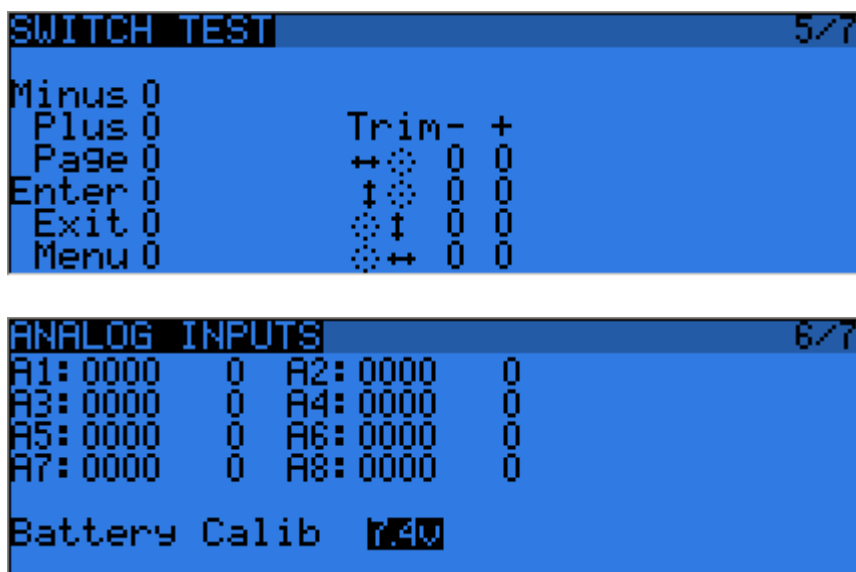 SWITCH TEST 5/7
Minus 0
Plus 0 Trim - +
Page 0 ↔ 0 0
Enter 0 ↕ 0 0
Exit 0 ↕ 0 0
Menu 0 ↔ 0 0
ANALOG INPUTS 6/7
A1:0000 0 A2:0000 0
A3:0000 0 A4:0000 0
A5:0000 0 A6:0000 0
A7:0000 0 A8:0000 0
Battery Calib 7.4v